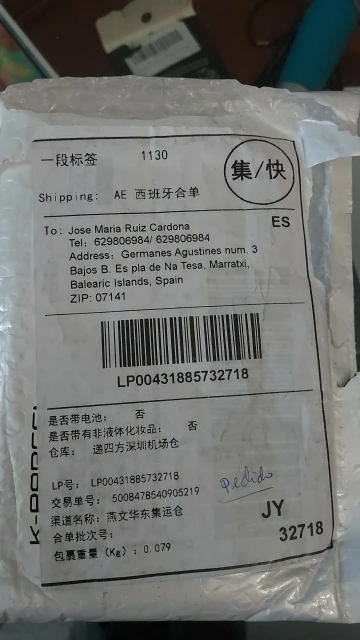 一段标签 1130
集/快
Shipping: AE 西班牙合单
ES
To: Jose Maria Ruiz Cardona
Tel: 629806984/ 629806984
Address: Germanes Agustines num. 3
Bajos B. Es pla de Na Tesa, Marratxi,
Balearic Islands, Spain
ZIP: 07141
LP00431885732718
是否带电池: 否
是否带有非液体化妆品: 否
仓库: 递四方深圳机场仓
LP号: LP00431885732718
交易单号: 5008478540905219
渠道名称: 燕文华东集运仓
合单批次号:
包裹重量 (Kg): 0.079
pedido
JY
32718